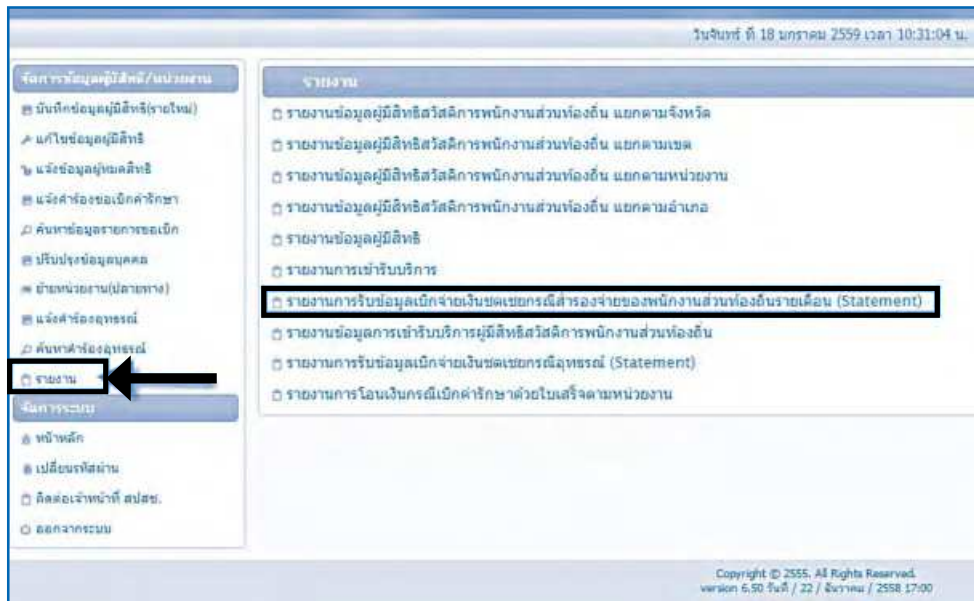 วันจันทร์ ที่ 18 มกราคม 2559 เวลา 10:31:04 น.
จัดการข้อมูลผู้มีสิทธิ/หน่วยงาน
บันทึกข้อมูลผู้มีสิทธิ(รายใหม่)
แก้ไขข้อมูลผู้มีสิทธิ
แจ้งข้อมูลผู้หมดสิทธิ
แจ้งคำร้องขอเบิกค่ารักษา
ค้นหาข้อมูลรายการขอเบิก
ปรับปรุงข้อมูลบุคคล
ย้ายหน่วยงาน(ปลายทาง)
แจ้งคำร้องอุทธรณ์
ค้นหาคำร้องอุทธรณ์
รายงาน
จัดการระบบ
หน้าหลัก
เปลี่ยนรหัสผ่าน
ติดต่อเจ้าหน้าที่ สปสช.
ออกจากระบบ
รายงาน
รายงานข้อมูลผู้มีสิทธิสวัสดิการพนักงานส่วนท้องถิ่น แยกตามจังหวัด
รายงานข้อมูลผู้มีสิทธิสวัสดิการพนักงานส่วนท้องถิ่น แยกตามเขต
รายงานข้อมูลผู้มีสิทธิสวัสดิการพนักงานส่วนท้องถิ่น แยกตามหน่วยงาน
รายงานข้อมูลผู้มีสิทธิสวัสดิการพนักงานส่วนท้องถิ่น แยกตามอำเภอ
รายงานข้อมูลผู้มีสิทธิ
รายงานการเข้ารับบริการ
รายงานการรับข้อมูลเบิกจ่ายเงินชดเชยกรณีสำรองจ่ายของพนักงานส่วนท้องถิ่นรายเดือน (Statement)
รายงานข้อมูลการเข้ารับบริการผู้มีสิทธิสวัสดิการพนักงานส่วนท้องถิ่น
รายงานการรับข้อมูลเบิกจ่ายเงินชดเชยกรณีอุทธรณ์ (Statement)
รายงานการโอนเงินกรณีเบิกค่ารักษาด้วยใบเสร็จตามหน่วยงาน
Copyright © 2555. All Rights Reserved.
version 6.50 วันที่ / 22 / ธันวาคม / 2558 17:00